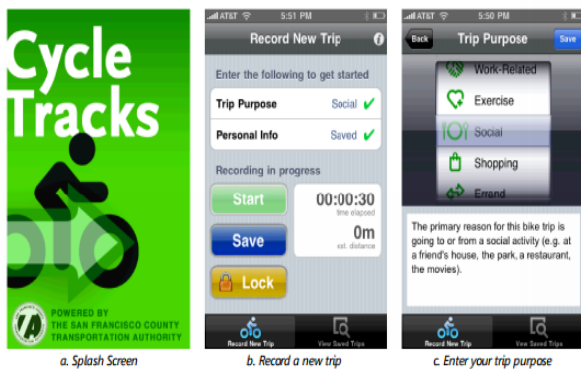 Cycle
Tracks
POWERED BY
THE SAN FRANCISCO COUNTY
TRANSPORTATION AUTHORITY
a. Splash Screen
AT&T 5:51 PM
Record New Trip
Enter the following to get started
Trip Purpose Social
Personal Info Saved
Recording in progress
Start
00:00:30
time elapsed
Save
0m
est. distance
Lock
Record New Trip View Saved Trips
b. Record a new trip
AT&T 5:50 PM
Back Trip Purpose Save
Work-Related
Exercise
Social
Shopping
Errand
The primary reason for this bike trip is
going to or from a social activity (e.g. at
a friend's house, the park, a restaurant,
the movies).
Record New Trip View Saved Trips
c. Enter your trip purpose